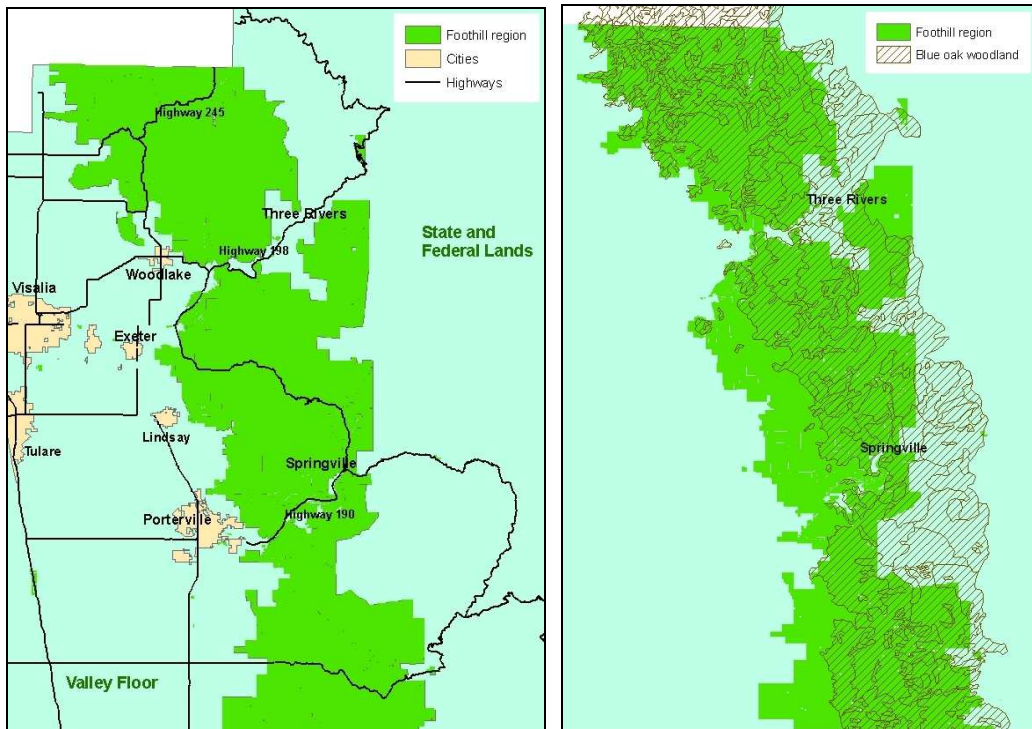 Foothill region
Cities
Highways
Highway 245
Three Rivers
State and
Federal Lands
Highway 198
Woodlake
Visalia
Exeter
Lindsay
Tulare
Springville
Porterville
Highway 190
Valley Floor
Foothill region
Blue oak woodland
Three Rivers
Springville